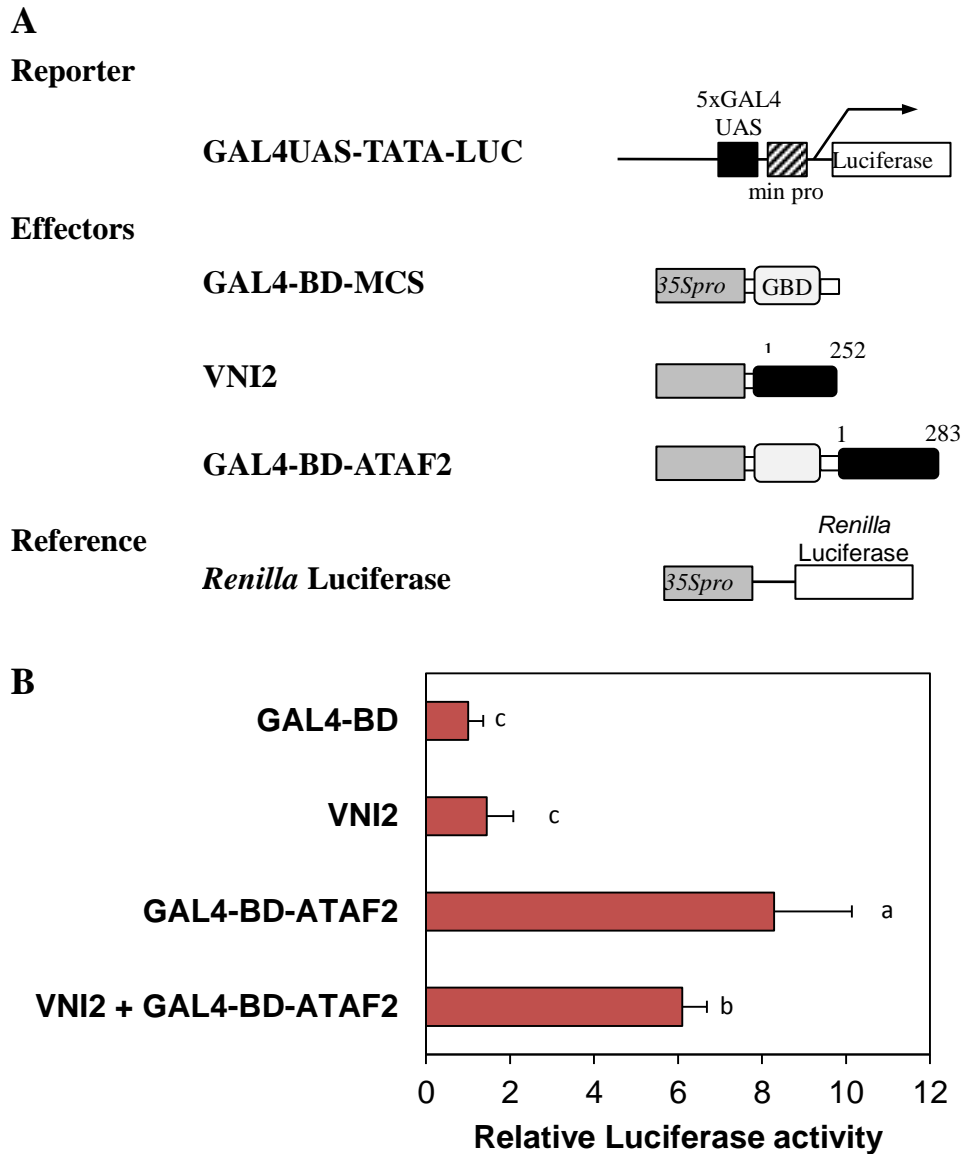 A
Reporter
5xGAL4
UAS
GAL4UAS-TATA-LUC
Luciferase
min pro
Effectors
GAL4-BD-MCS
35Spro
GBD
1
252
VNI2
1
283
GAL4-BD-ATAF2
Reference
Renilla
Luciferase
Renilla Luciferase
35Spro
B
GAL4-BD
c
VNI2
c
GAL4-BD-ATAF2
a
VNI2 + GAL4-BD-ATAF2
b
0 2 4 6 8 10 12
Relative Luciferase activity